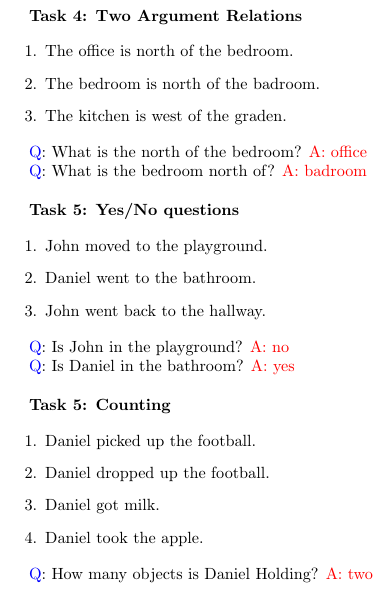 Task 4: Two Argument Relations
1. The office is north of the bedroom.
2. The bedroom is north of the badroom.
3. The kitchen is west of the graden.
Q: What is the north of the bedroom? A: office
Q: What is the bedroom north of? A: badroom
Task 5: Yes/No questions
1. John moved to the playground.
2. Daniel went to the bathroom.
3. John went back to the hallway.
Q: Is John in the playground? A: no
Q: Is Daniel in the bathroom? A: yes
Task 5: Counting
1. Daniel picked up the football.
2. Daniel dropped up the football.
3. Daniel got milk.
4. Daniel took the apple.
Q: How many objects is Daniel Holding? A: two